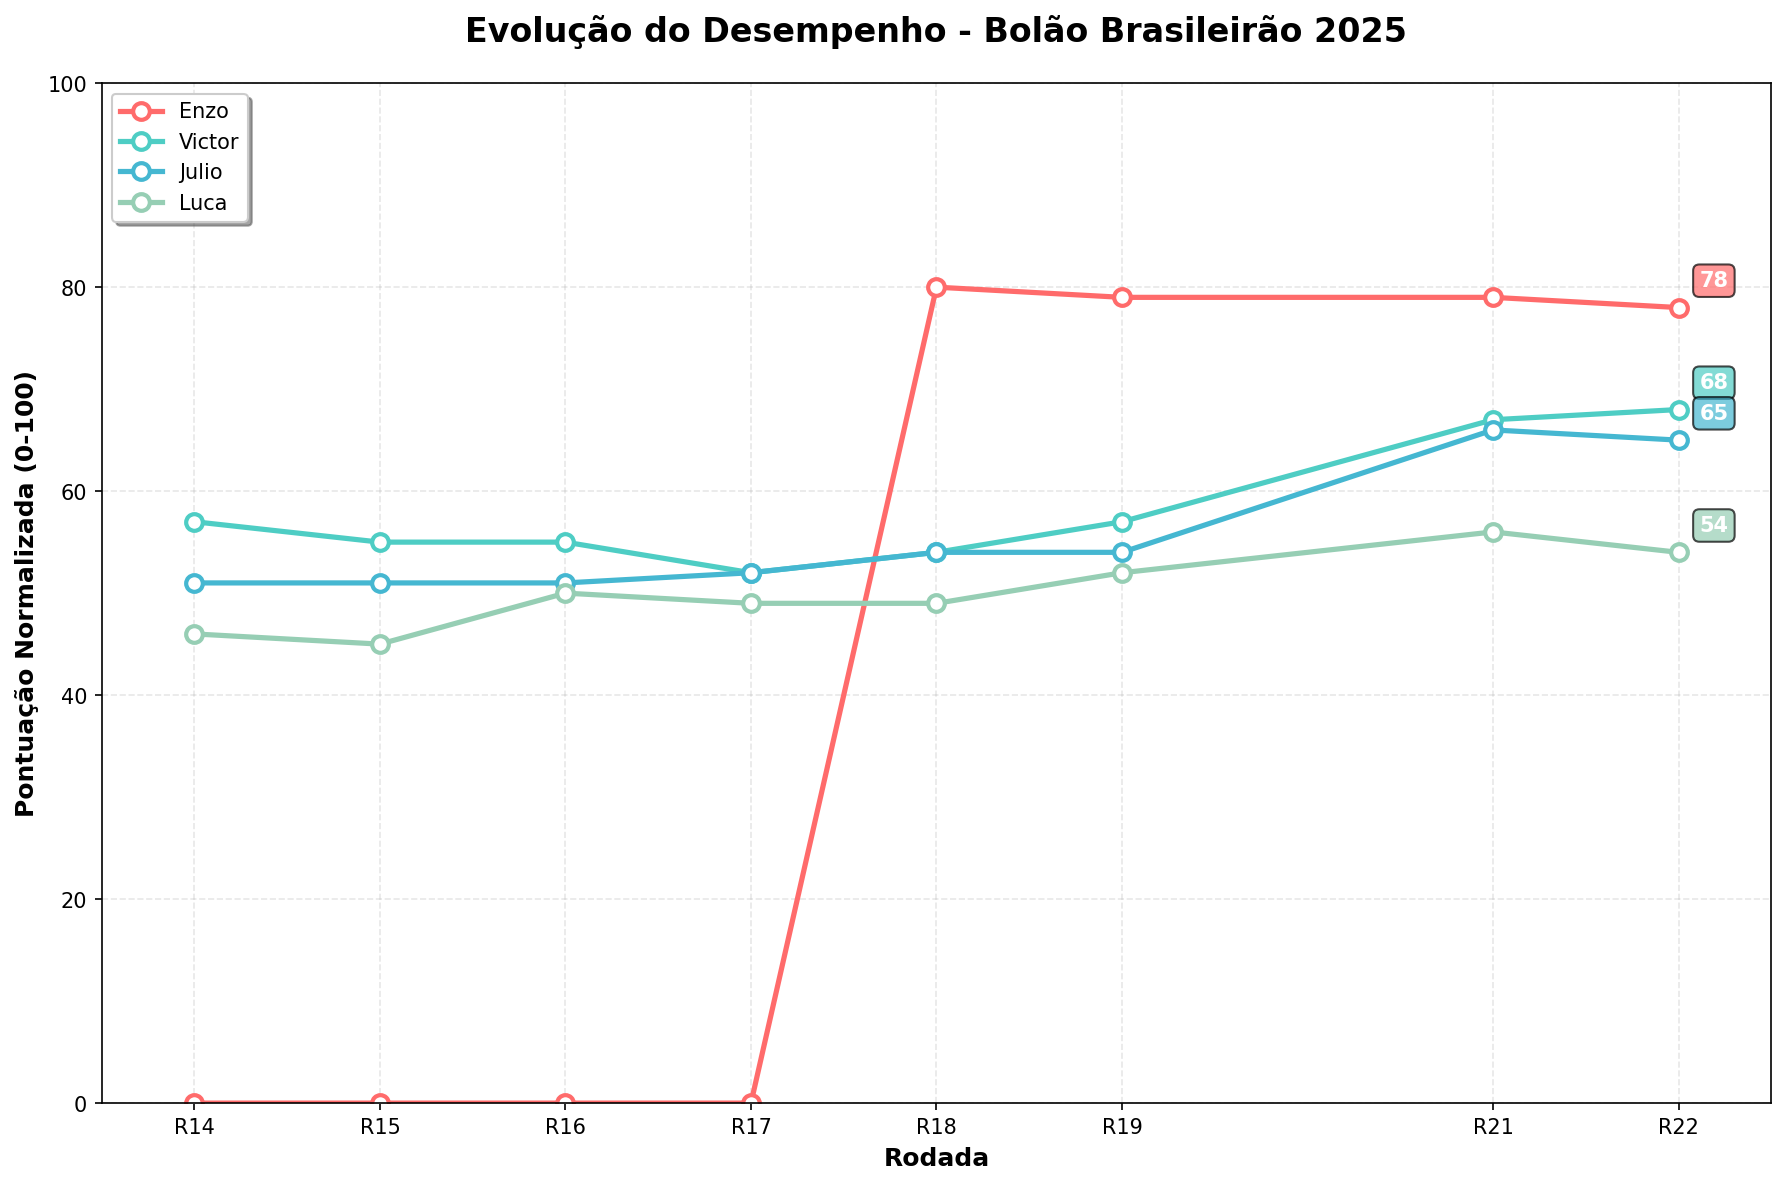 Evolução do Desempenho - Bolão Brasileirão 2025
Pontuação Normalizada (0-100)
100
80
60
40
20
0
Enzo
Victor
Julio
Luca
78
68
65
54
R14
R15
R16
R17
R18
R19
R21
R22
Rodada